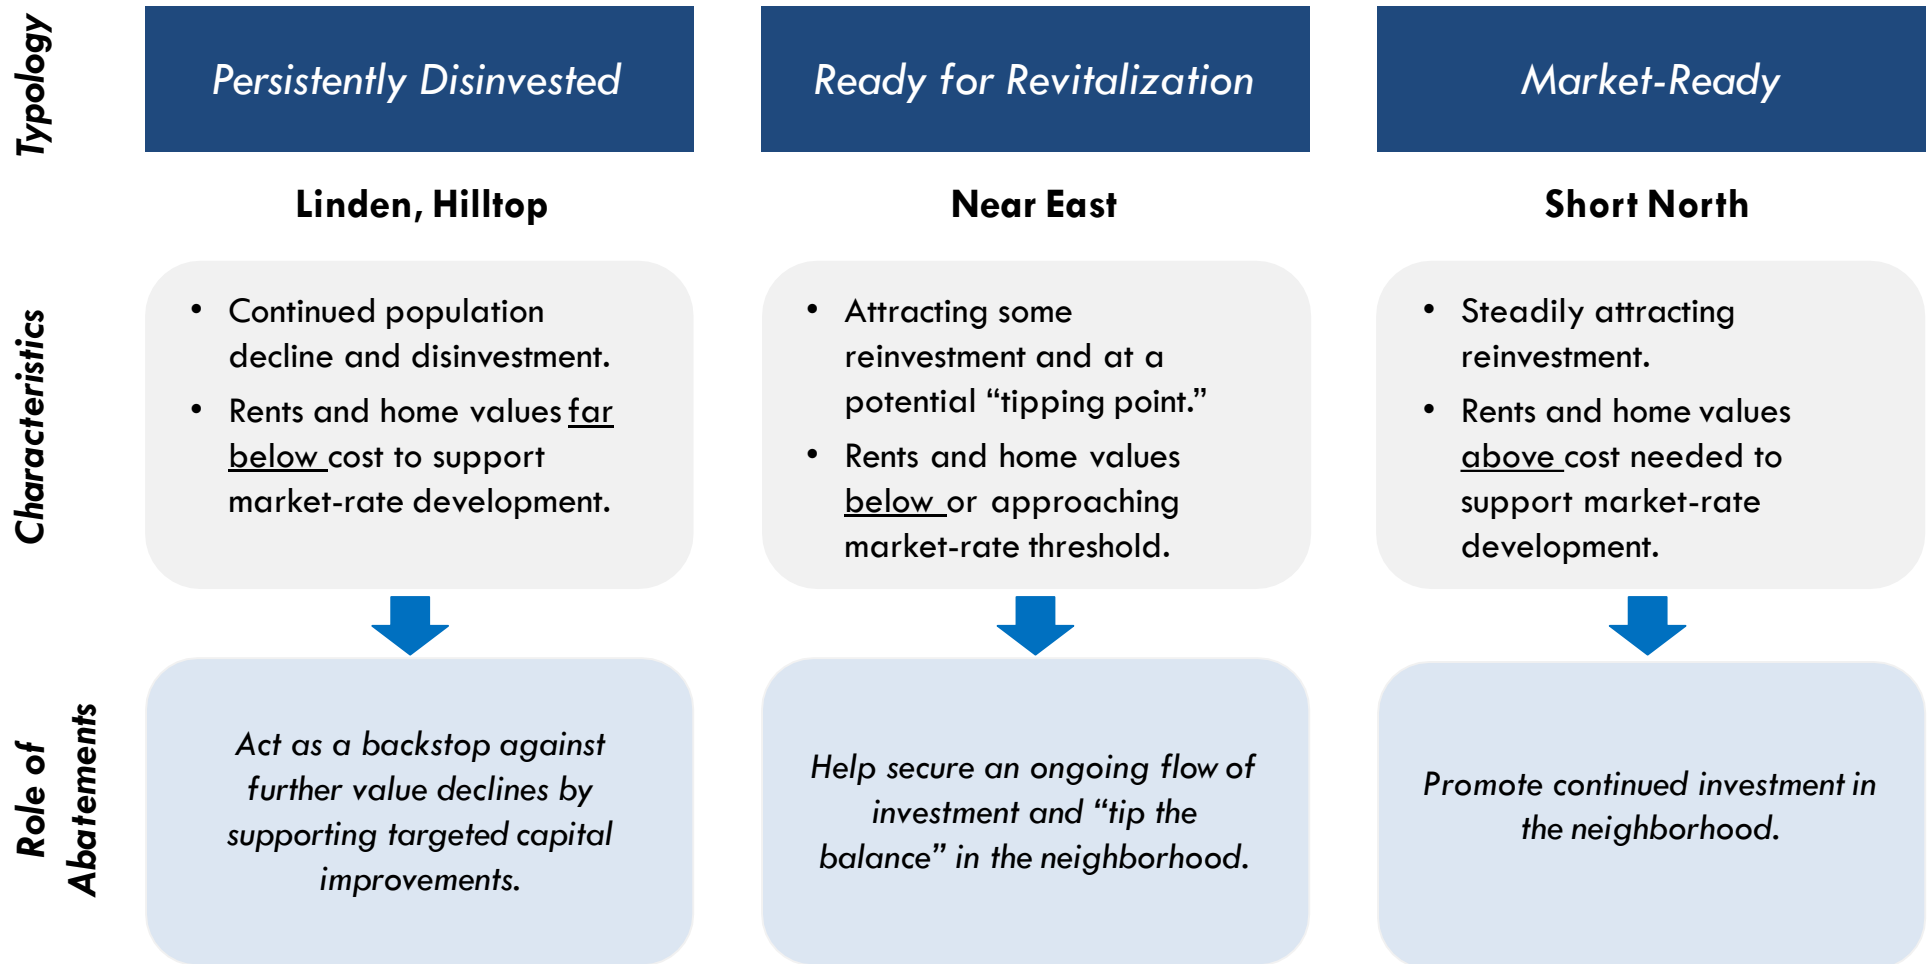 Typology
Persistently Disinvested
Ready for Revitalization
Market-Ready
Linden, Hilltop
Near East
Short North
Characteristics
• Continued population
decline and disinvestment.
• Rents and home values far
below cost to support
market-rate development.
• Attracting some
reinvestment and at a
potential “tipping point.”
• Rents and home values
below or approaching
market-rate threshold.
• Steadily attracting
reinvestment.
• Rents and home values
above cost needed to
support market-rate
development.
Role of
Abatements
Act as a backstop against
further value declines by
supporting targeted capital
improvements.
Help secure an ongoing flow of
investment and “tip the
balance” in the neighborhood.
Promote continued investment in
the neighborhood.